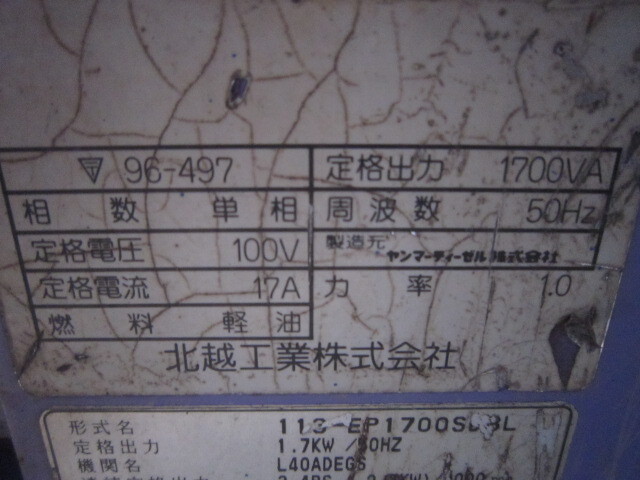 96-497 定格出力 1700VA
相数 単相 周波数 50Hz
定格電圧 100V 製造元 ヤンマーディーゼル株式会社
定格電流 17A 力率 1.0
燃料 軽油
北越工業株式会社
形式名
定格出力 1.7KW /50HZ
機関名 L40ADEGS